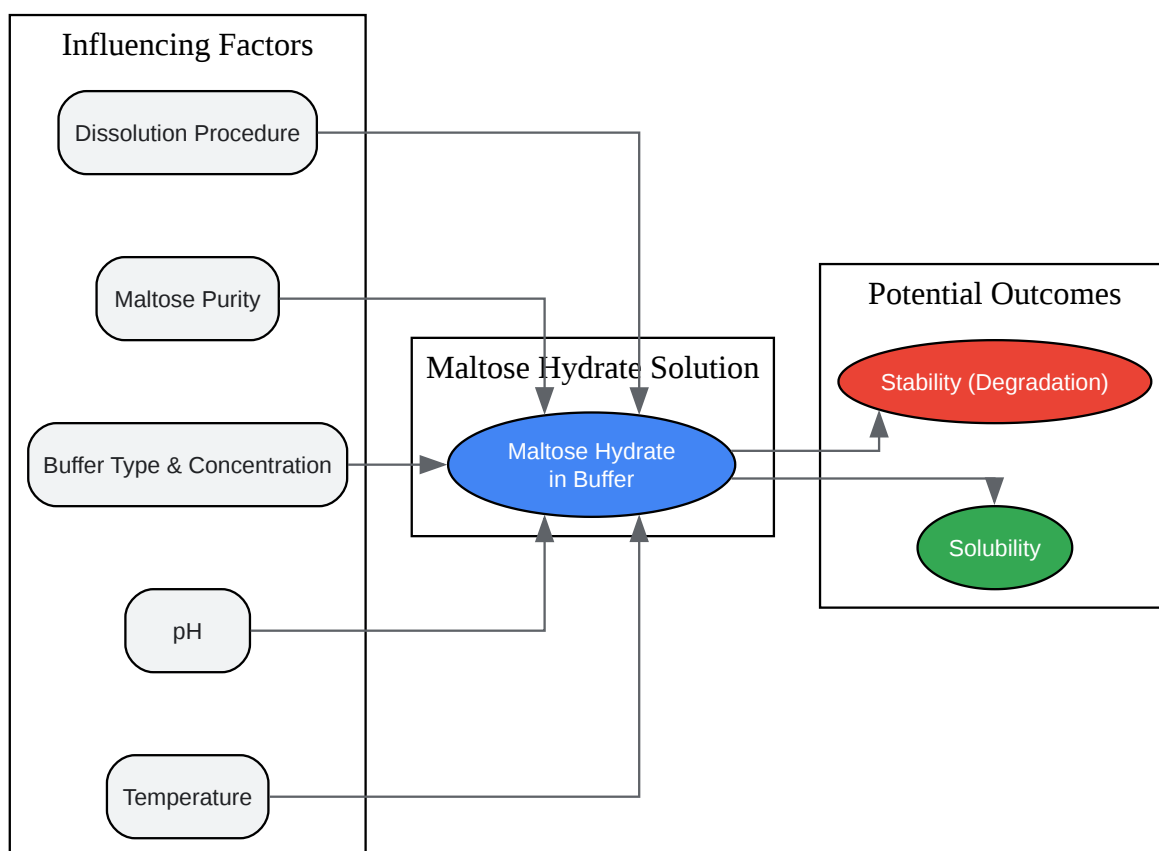 Influencing Factors
Dissolution Procedure
Maltose Purity
Buffer Type & Concentration
pH
Temperature
Maltose Hydrate Solution
Maltose Hydrate
in Buffer
Potential Outcomes
Stability (Degradation)
Solubility